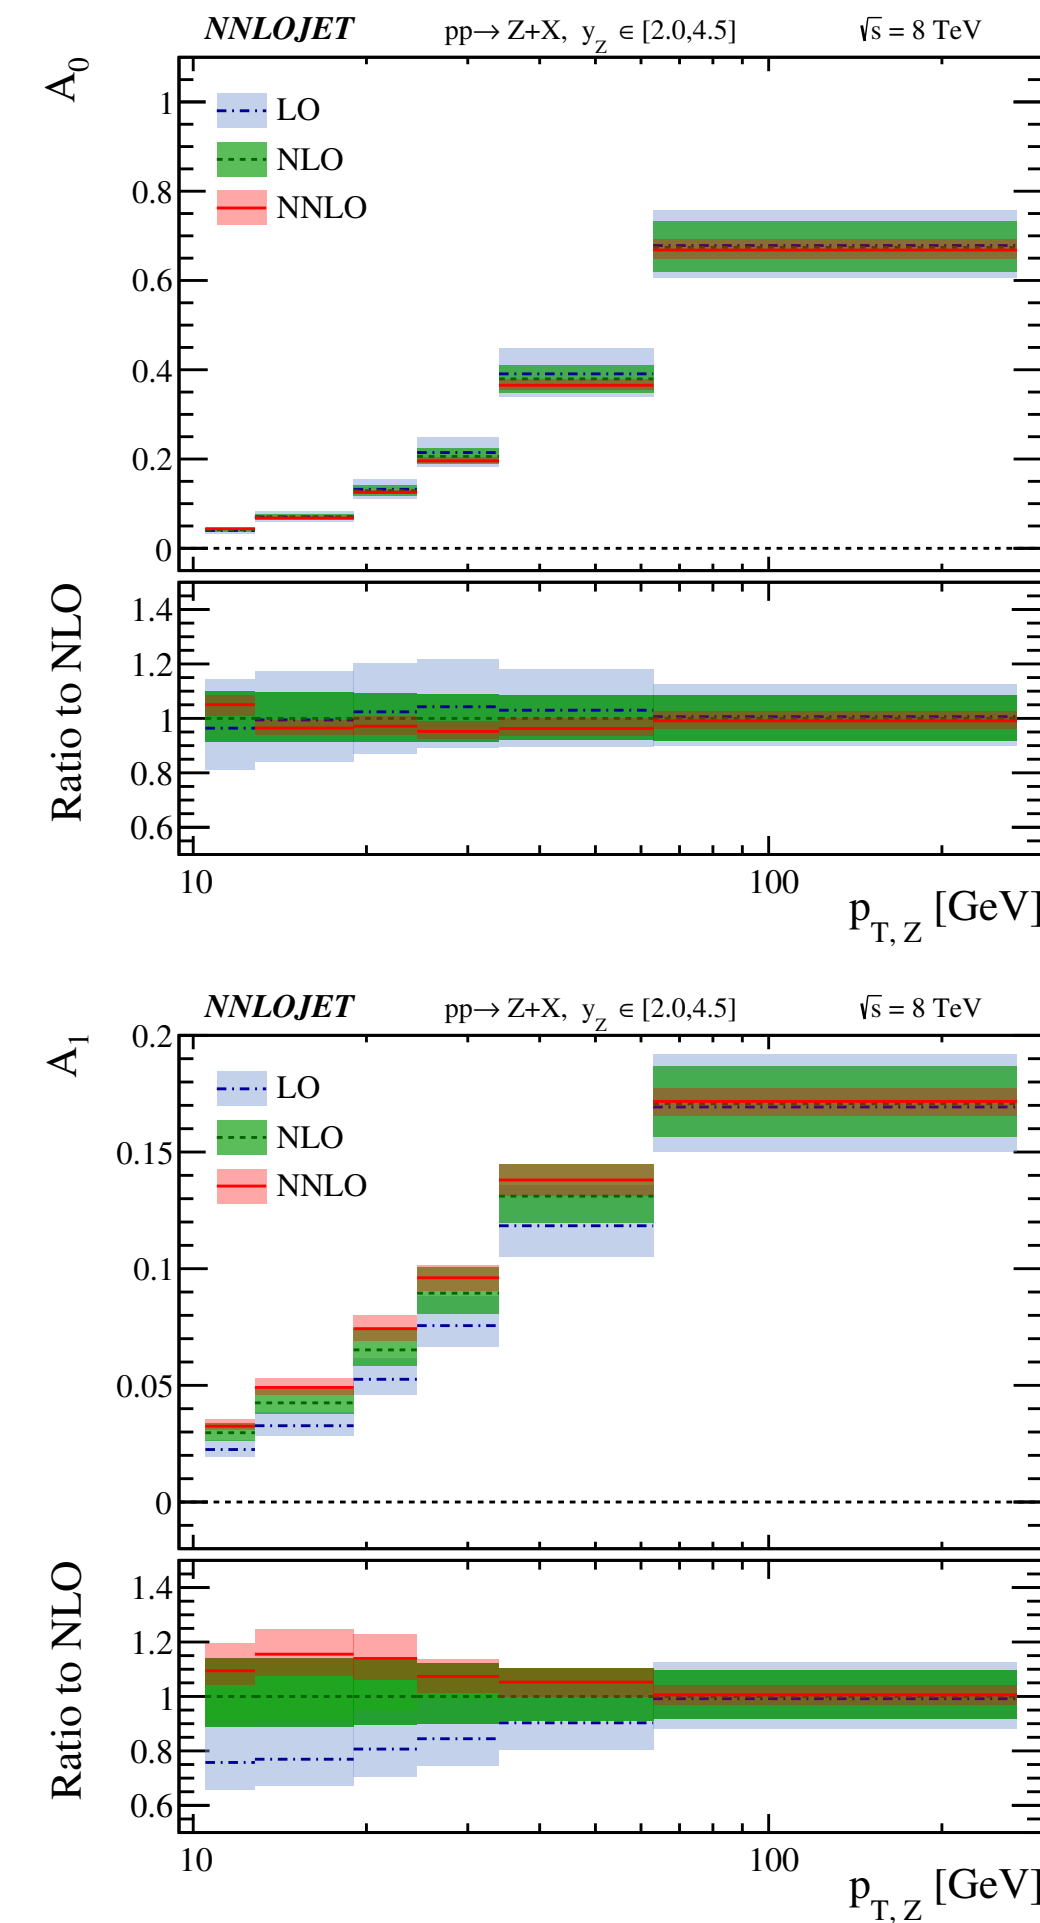 NNLOJET pp→ Z+X, y_Z ∈ [2.0,4.5] √s = 8 TeV
A_0
1
LO
NLO
0.8
NNLO
0.6
0.4
0.2
0
Ratio to NLO
1.4
1.2
1
0.8
0.6
10 100
p_T, Z [GeV]
NNLOJET pp→ Z+X, y_Z ∈ [2.0,4.5] √s = 8 TeV
A_1
0.2
LO
NLO
0.15
NNLO
0.1
0.05
0
Ratio to NLO
1.4
1.2
1
0.8
0.6
10 100
p_T, Z [GeV]